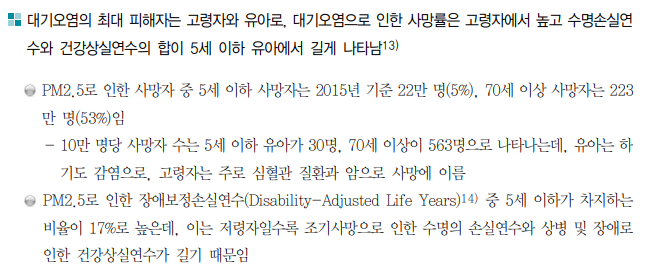 대기오염의 최대 피해자는 고령자와 유아로, 대기오염으로 인한 사망률은 고령자에서 높고 수명손실연
수와 건강상실연수의 합이 5세 이하 유아에서 길게 나타남13)
PM2.5로 인한 사망자 중 5세 이하 사망자는 2015년 기준 22만 명(5%), 70세 이상 사망자는 223
만 명(53%)임
- 10만 명당 사망자 수는 5세 이하 유아가 30명, 70세 이상이 563명으로 나타나는데, 유아는 하
기도 감염으로, 고령자는 주로 심혈관 질환과 암으로 사망에 이름
PM2.5로 인한 장애보정손실연수(Disability-Adjusted Life Years)14) 중 5세 이하가 차지하는
비율이 17%로 높은데, 이는 저령자일수록 조기사망으로 인한 수명의 손실연수와 상병 및 장애로
인한 건강상실연수가 길기 때문임